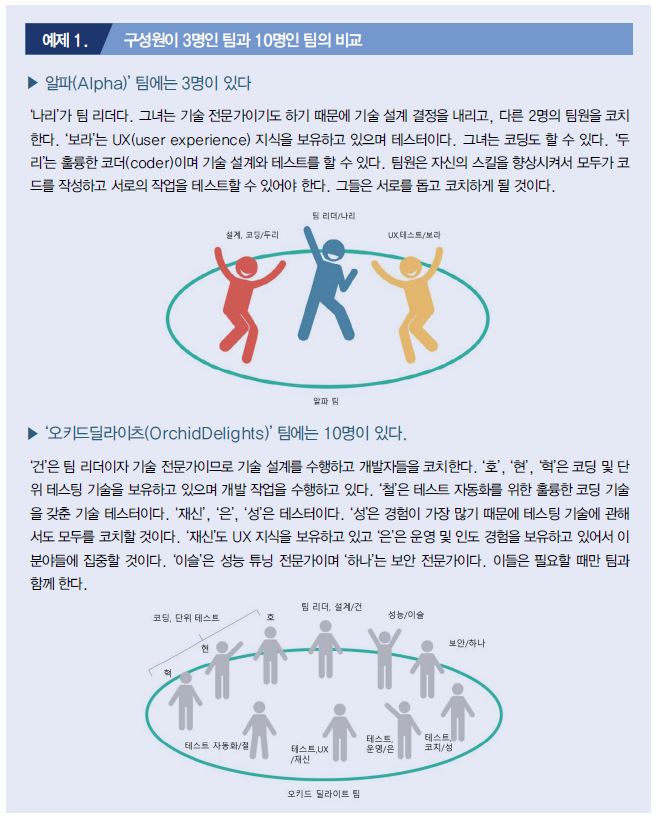 예제 1. 구성원이 3명인 팀과 10명인 팀의 비교
▶ 알파(Alpha)’ 팀에는 3명이 있다
‘나리’가 팀 리더다. 그녀는 기술 전문가이기도 하기 때문에 기술 설계 결정을 내리고, 다른 2명의 팀원을 코치
한다. ‘보라’는 UX(user experience) 지식을 보유하고 있으며 테스터이다. 그녀는 코딩도 할 수 있다. ‘두
리’는 훌륭한 코더(coder)이며 기술 설계와 테스트를 할 수 있다. 팀원은 자신의 스킬을 향상시켜서 모두가 코
드를 작성하고 서로의 작업을 테스트할 수 있어야 한다. 그들은 서로를 돕고 코치하게 될 것이다.
팀 리더/나리
설계, 코딩/두리
UX,테스트/보라
알파 팀
▶ ‘오키드딜라이츠(OrchidDelights)’ 팀에는 10명이 있다.
‘건’은 팀 리더이자 기술 전문가이므로 기술 설계를 수행하고 개발자들을 코치한다. ‘호’, ‘현’, ‘혁’은 코딩 및 단
위 테스팅 기술을 보유하고 있으며 개발 작업을 수행하고 있다. ‘철’은 테스트 자동화를 위한 훌륭한 코딩 기술
을 갖춘 기술 테스터이다. ‘재신’, ‘은’, ‘성’은 테스터이다. ‘성’은 경험이 가장 많기 때문에 테스팅 기술에 관해
서도 모두를 코치할 것이다. ‘재신’도 UX 지식을 보유하고 있고 ‘은’은 운영 및 인도 경험을 보유하고 있어서 이
분야들에 집중할 것이다. ‘이슬’은 성능 튜닝 전문가이며 ‘하나’는 보안 전문가이다. 이들은 필요할 때만 팀과
함께 한다.
코딩, 단위 테스트
호
팀 리더, 설계/건
성능/이슬
현
보안/하나
혁
테스트 자동화/철
테스트,UX
/재신
테스트,
운영/은
테스트,
코치/성
오키드 딜라이트 팀